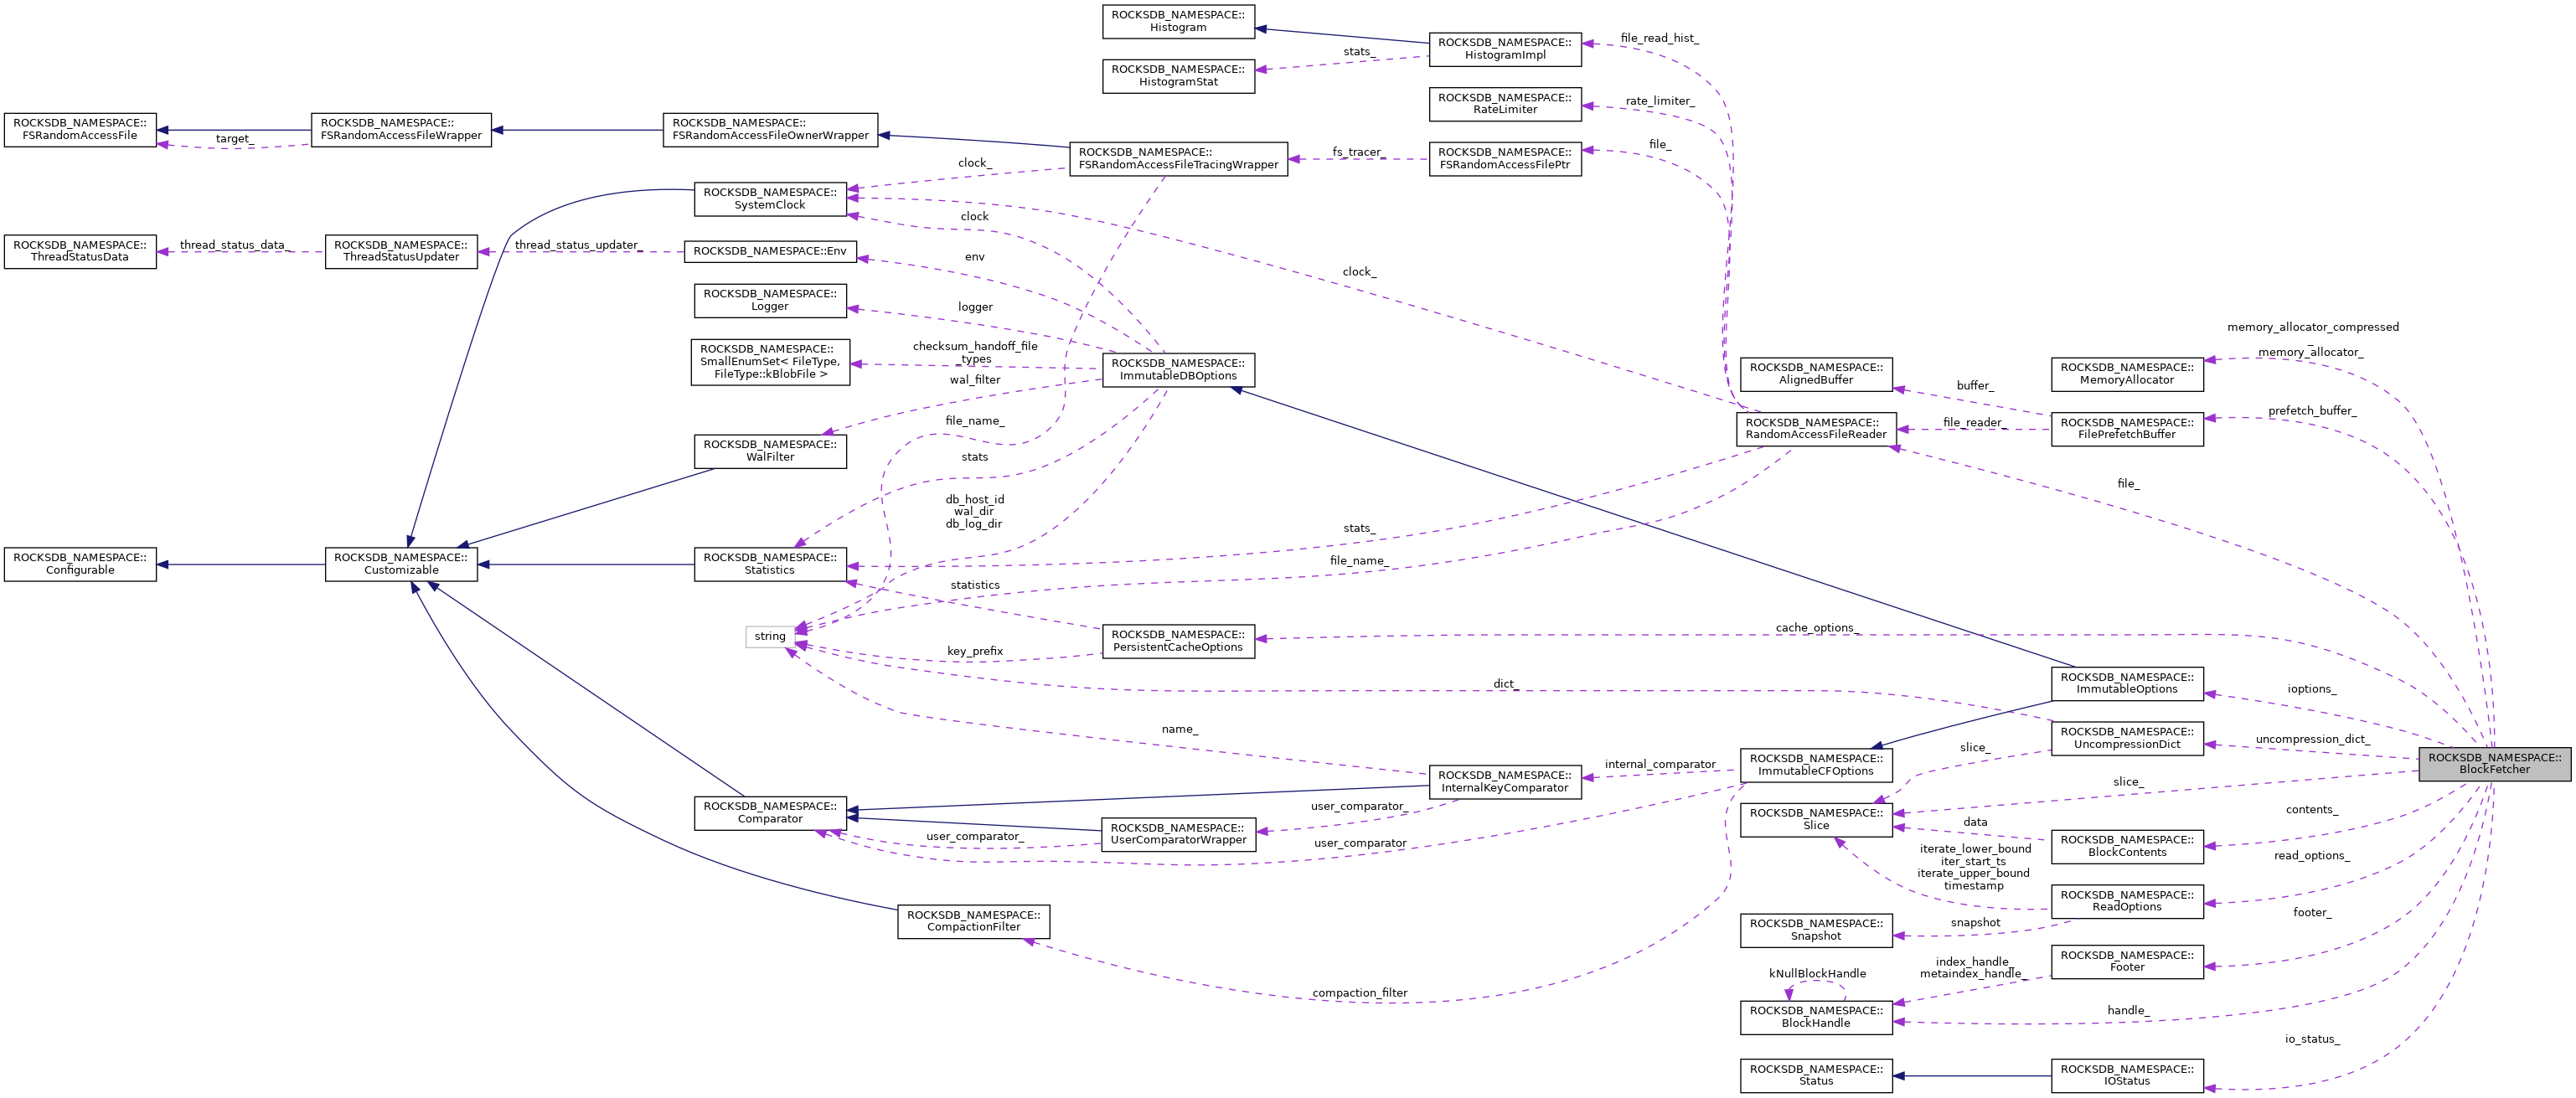 ROCKSDB_NAMESPACE::
Histogram
ROCKSDB_NAMESPACE::
HistogramImpl
file_read_hist_
stats_
ROCKSDB_NAMESPACE::
HistogramStat
ROCKSDB_NAMESPACE::
RateLimiter
rate_limiter_
ROCKSDB_NAMESPACE::
FSRandomAccessFile
target_
ROCKSDB_NAMESPACE::
FSRandomAccessFileWrapper
ROCKSDB_NAMESPACE::
FSRandomAccessFileOwnerWrapper
ROCKSDB_NAMESPACE::
FSRandomAccessFileTracingWrapper
fs_tracer_
ROCKSDB_NAMESPACE::
FSRandomAccessFilePtr
file_
clock_
ROCKSDB_NAMESPACE::
SystemClock
clock
ROCKSDB_NAMESPACE::
ThreadStatusData
thread_status_data_
ROCKSDB_NAMESPACE::
ThreadStatusUpdater
thread_status_updater_
ROCKSDB_NAMESPACE::Env
env
clock_
ROCKSDB_NAMESPACE::
Logger
logger
ROCKSDB_NAMESPACE::
SmallEnumSet< FileType,
FileType::kBlobFile >
checksum_handoff_file
_types
ROCKSDB_NAMESPACE::
ImmutableDBOptions
wal_filter
ROCKSDB_NAMESPACE::
AlignedBuffer
buffer_
memory_allocator_compressed
_
memory_allocator_
ROCKSDB_NAMESPACE::
MemoryAllocator
ROCKSDB_NAMESPACE::
RandomAccessFileReader
file_reader_
ROCKSDB_NAMESPACE::
FilePrefetchBuffer
prefetch_buffer_
file_name_
ROCKSDB_NAMESPACE::
WalFilter
stats
file_
db_host_id
wal_dir
db_log_dir
stats_
ROCKSDB_NAMESPACE::
Configurable
ROCKSDB_NAMESPACE::
Customizable
ROCKSDB_NAMESPACE::
Statistics
file_name_
statistics
string
ROCKSDB_NAMESPACE::
PersistentCacheOptions
cache_options_
key_prefix
dict_
ROCKSDB_NAMESPACE::
ImmutableOptions
ioptions_
name_
ROCKSDB_NAMESPACE::
UncompressionDict
uncompression_dict_
slice_
ROCKSDB_NAMESPACE::
BlockFetcher
ROCKSDB_NAMESPACE::
ImmutableCFOptions
internal_comparator
ROCKSDB_NAMESPACE::
InternalKeyComparator
slice_
ROCKSDB_NAMESPACE::
Comparator
user_comparator_
ROCKSDB_NAMESPACE::
UserComparatorWrapper
user_comparator_
user_comparator
ROCKSDB_NAMESPACE::
Slice
data
ROCKSDB_NAMESPACE::
BlockContents
contents_
iterate_lower_bound
iter_start_ts
iterate_upper_bound
timestamp
read_options_
ROCKSDB_NAMESPACE::
ReadOptions
ROCKSDB_NAMESPACE::
CompactionFilter
ROCKSDB_NAMESPACE::
Snapshot
snapshot
footer_
ROCKSDB_NAMESPACE::
Footer
index_handle_
metaindex_handle_
kNullBlockHandle
compaction_filter
ROCKSDB_NAMESPACE::
BlockHandle
handle_
io_status_
ROCKSDB_NAMESPACE::
Status
ROCKSDB_NAMESPACE::
IOStatus